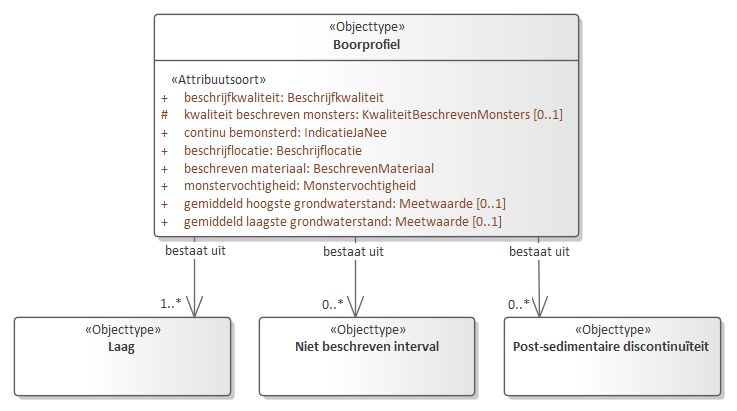 «Objecttype»
Boorprofiel
«Attribuutsoort»
+ beschrijfkwaliteit: Beschrijfkwaliteit
# kwaliteit beschreven monsters: KwaliteitBeschrevenMonsters [0..1]
+ continu bemonsterd: IndicatieJaNee
+ beschrijflocatie: Beschrijflocatie
+ beschreven materiaal: BeschrevenMateriaal
+ monstervochtigheid: Monstervochtigheid
+ gemiddeld hoogste grondwaterstand: Meetwaarde [0..1]
+ gemiddeld laagste grondwaterstand: Meetwaarde [0..1]
bestaat uit bestaat uit bestaat uit
1..* 0..* 0..*
«Objecttype» «Objecttype» «Objecttype»
Laag Niet beschreven interval Post-sedimentaire discontinuïteit